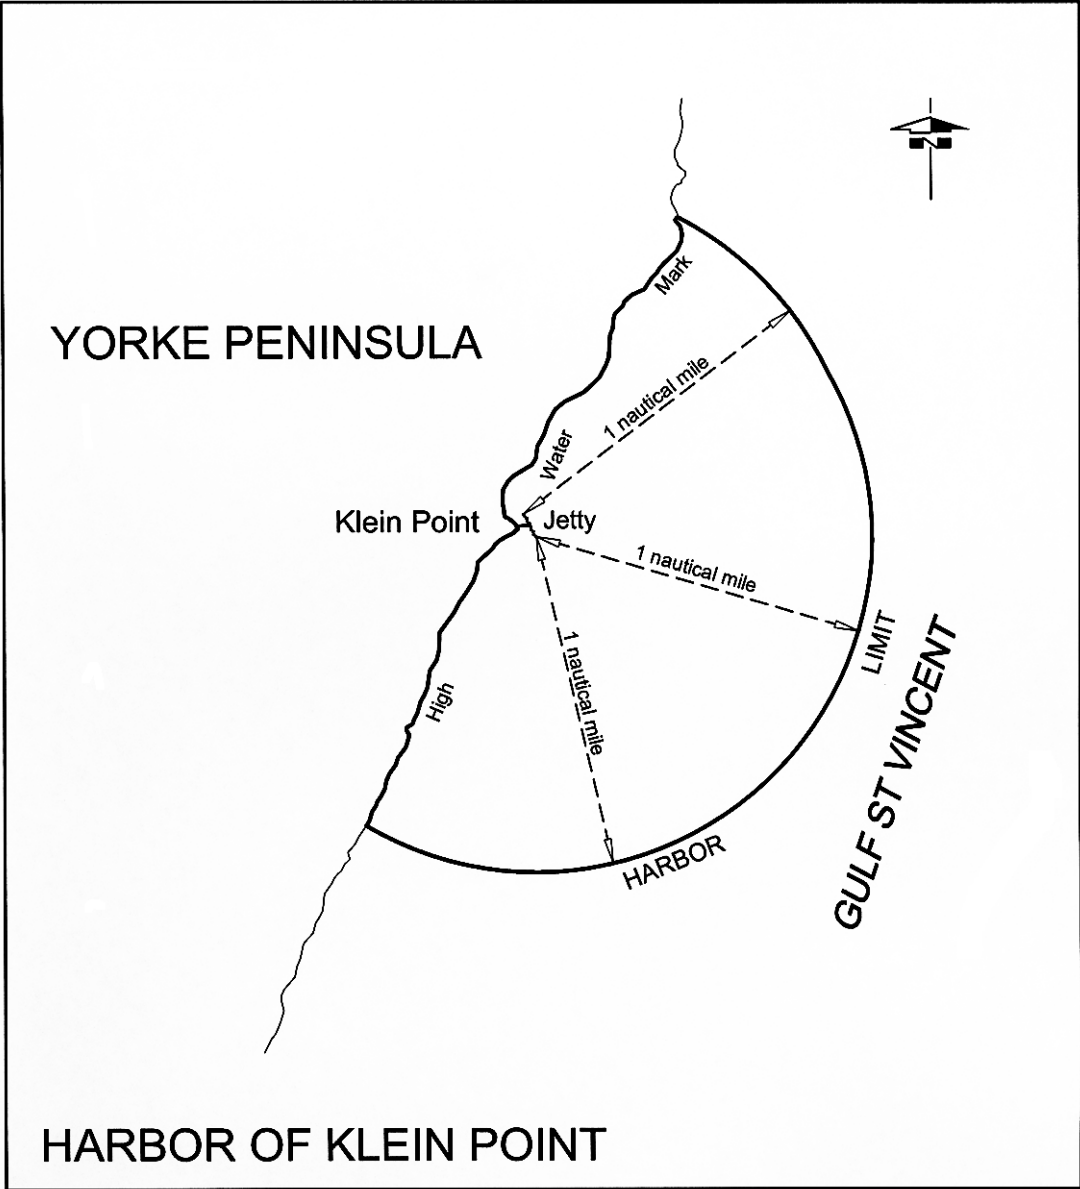 N
Mark
YORKE PENINSULA
1 nautical mile
Water
Klein Point
Jetty
1 nautical mile
LIMIT
1 nautical mile
High
GULF ST VINCENT
HARBOR
HARBOR OF KLEIN POINT